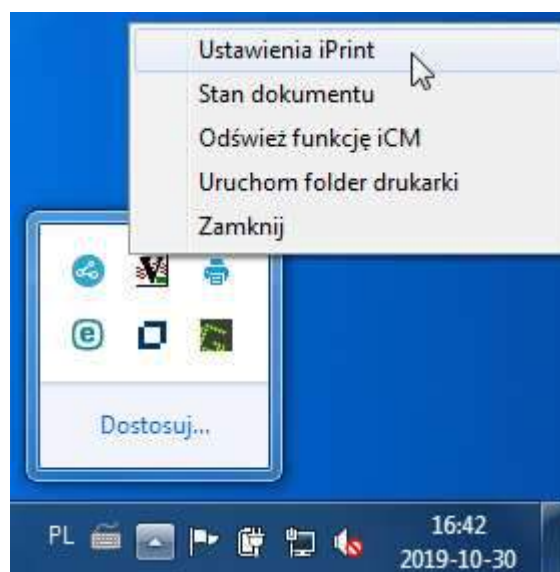 Ustawienia iPrint
Stan dokumentu
Odśwież funkcję iCM
Uruchom folder drukarki
Zamknij
Dostosuj...
PL
16:42
2019-10-30